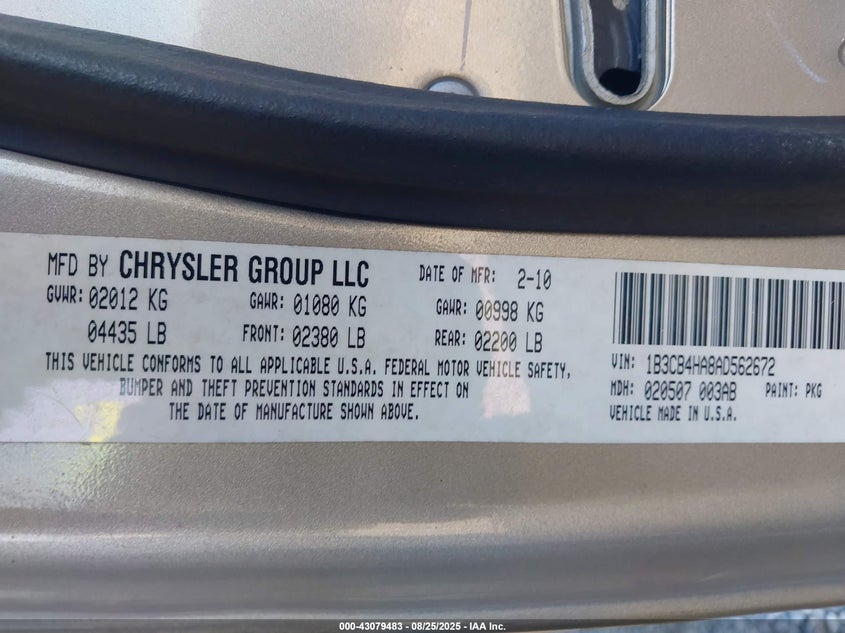 MFD BY CHRYSLER GROUP LLC DATE OF MFR: 2-10
GVWR: 02012 KG GAWR: 01080 KG GAWR: 00998 KG
04435 LB FRONT: 02380 LB REAR: 02200 LB
THIS VEHICLE CONFORMS TO ALL APPLICABLE U.S.A. FEDERAL MOTOR VEHICLE SAFETY,
BUMPER AND THEFT PREVENTION STANDARDS IN EFFECT ON
THE DATE OF MANUFACTURE SHOWN ABOVE.
VIN: 1B3CB4HA8AD562672
MDH: 020507 003AB PAINT: PKG
VEHICLE MADE IN U.S.A.
000-43079483 - 08/25/2025 - IAA Inc.